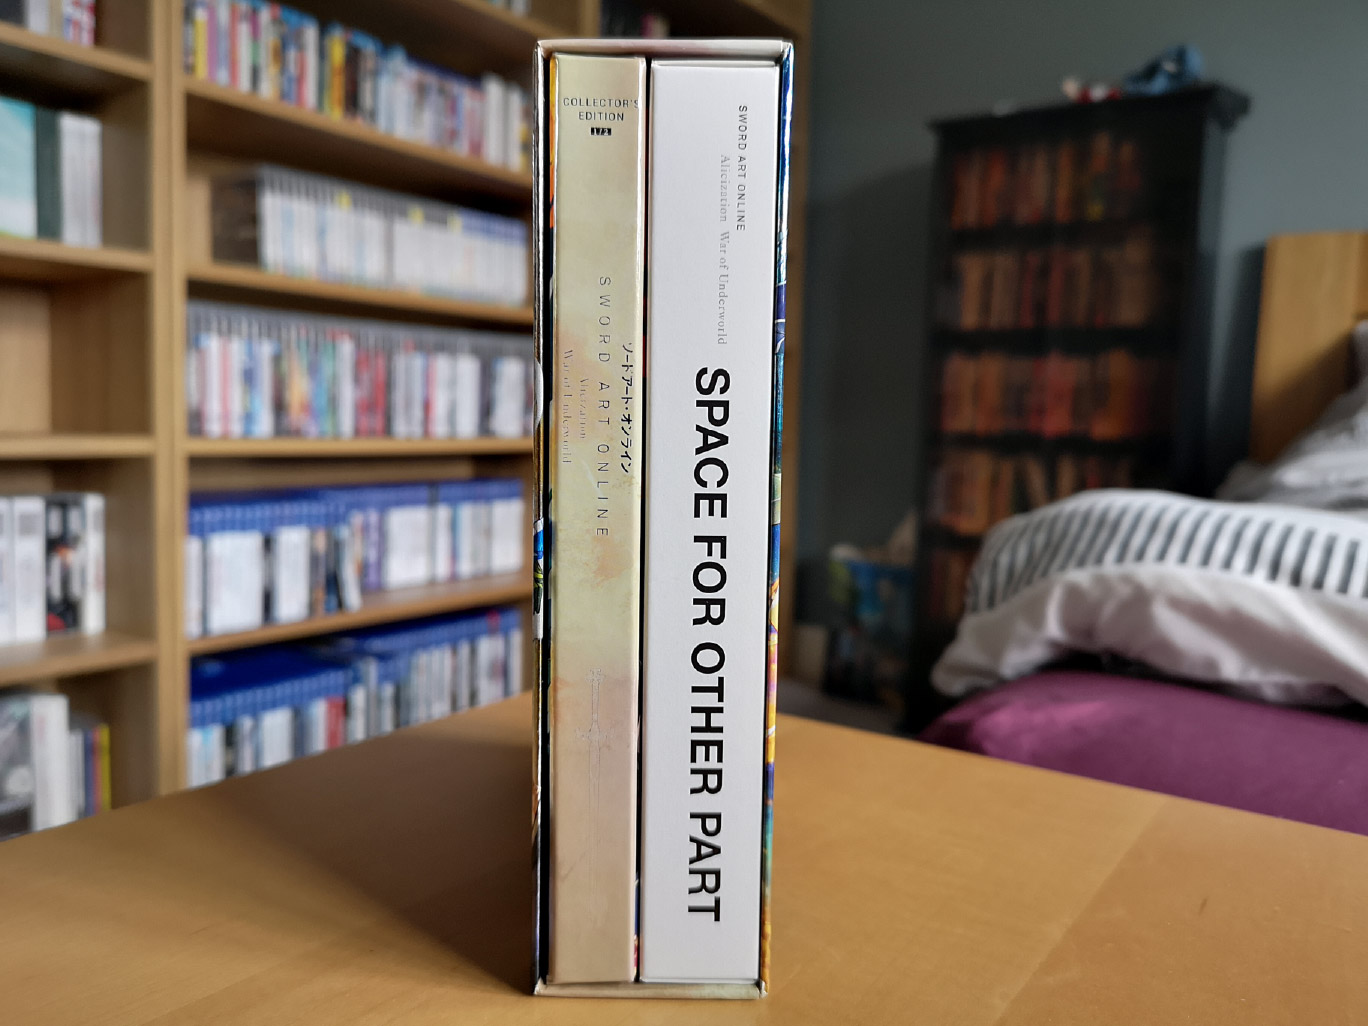 COLLECTOR'S
EDITION
1/2
ソードアート・オンライン
SWORD ART ONLINE
Alicization
War of Underworld
SWORD ART ONLINE
Alicization War of Underworld
SPACE FOR OTHER PART